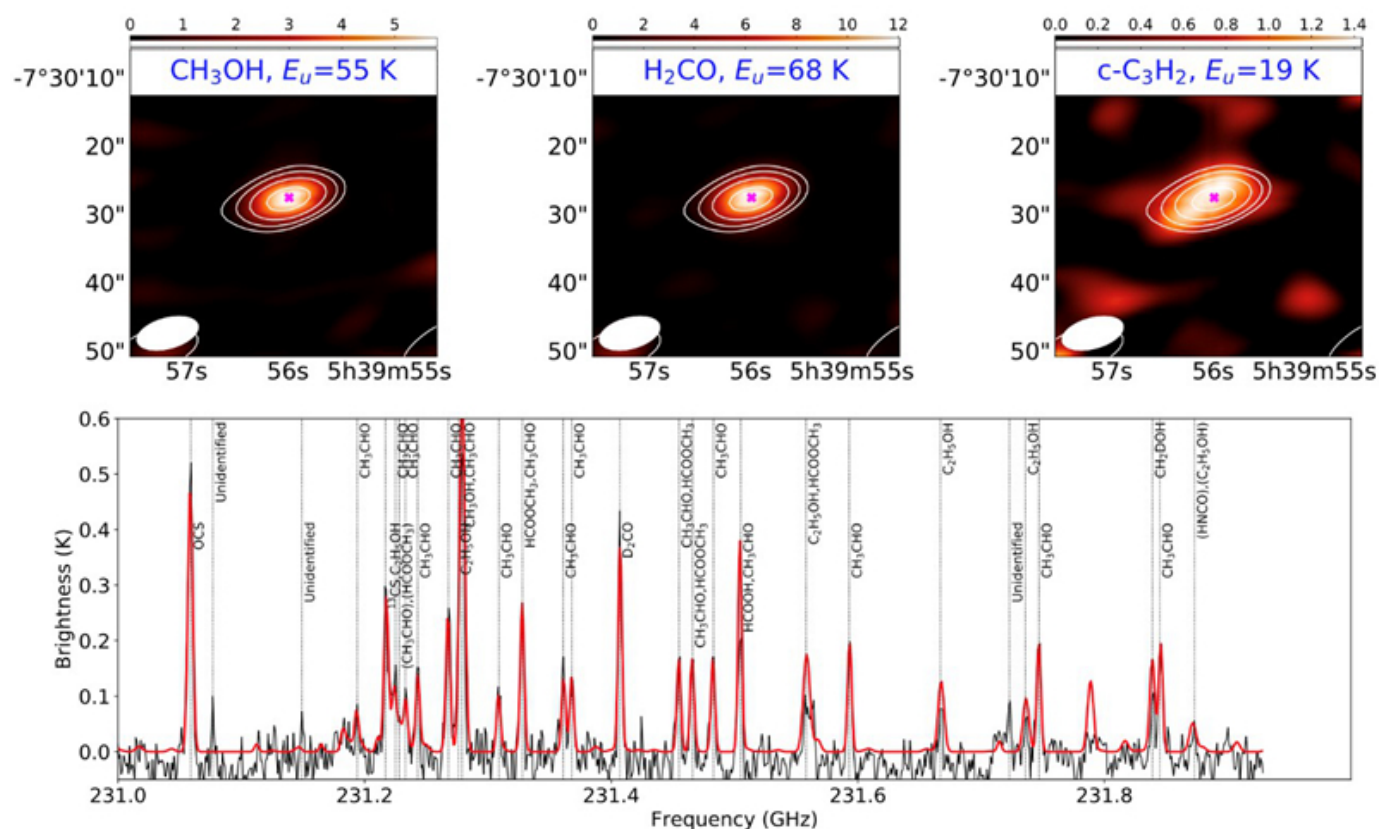 0 1 2 3 4 5
0 2 4 6 8 10 12
0.0 0.2 0.4 0.6 0.8 1.0 1.2 1.4
CH₃OH, Eᵤ=55 K
H₂CO, Eᵤ=68 K
c-C₃H₂, Eᵤ=19 K
-7°30'10" -7°30'10" -7°30'10"
20" 20" 20"
30" 30" 30"
40" 40" 40"
50" 50" 50"
57s 56s 5h39m55s
57s 56s 5h39m55s
57s 56s 5h39m55s
Brightness (K)
0.6
0.5
0.4
0.3
0.2
0.1
0.0
OCS
Unidentified
Unidentified
CH₃CHO
¹³CS,C₂H₅OH
CH₃CHO
(CH₃CHO),(HCOOCH₃)
CH₃CHO
CH₃CHO
CH₃CHO
C₂H₅OH
CH₃OH,CH₃CHO
CH₃CHO
HCOOCH₃,CH₃CHO
CH₃CHO
CH₃CHO
D₂CO
CH₃CHO,HCOOCH₃
CH₃CHO,HCOOCH₃
CH₃CHO
HCOOH,CH₃CHO
C₂H₅OH,HCOOCH₃
CH₃CHO
C₂H₅OH
Unidentified
C₂H₅OH
CH₃CHO
CH₂DOH
CH₃CHO
(HNCO),(C₂H₅OH)
231.0 231.2 231.4 231.6 231.8
Frequency (GHz)